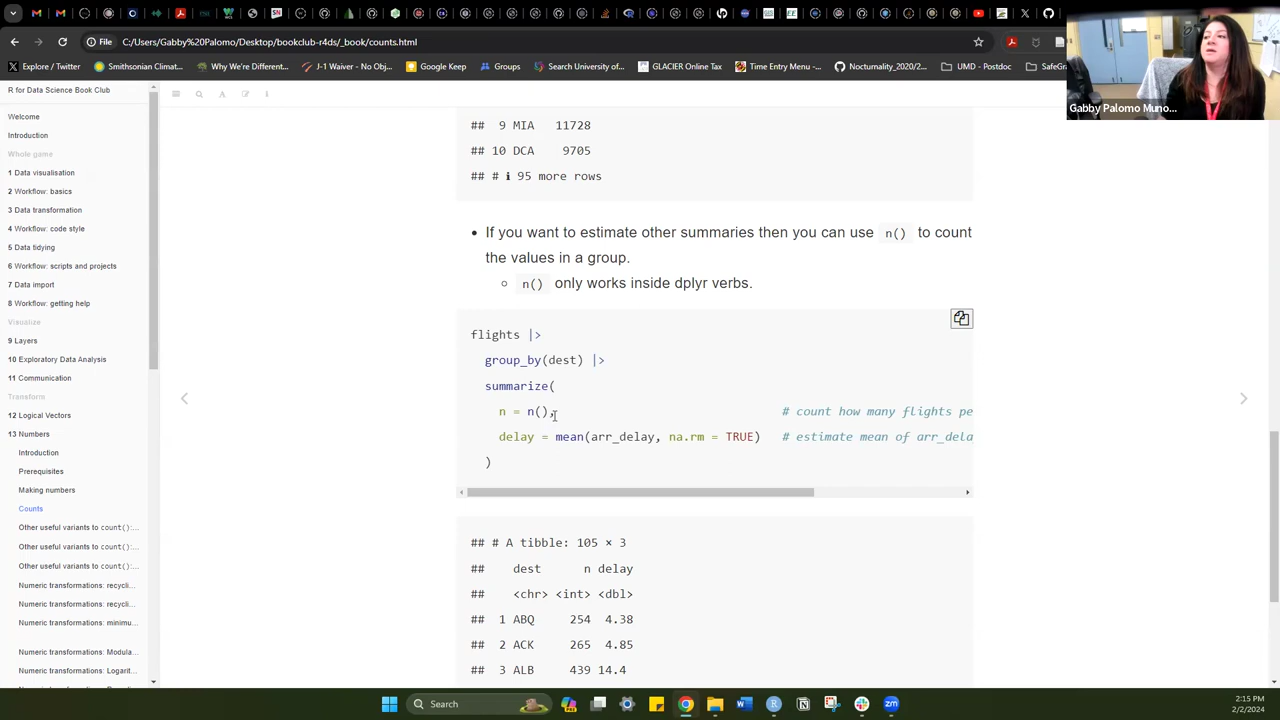 File
C:/Users/Gabby%20Palomo/Desktop/bookclub-r4ds/_book/counts.html
Explore / Twitter
Smithsonian Climat...
Why We're Different...
J-1 Waiver - No Obj...
Google Keep
GLACIER Dire Tax
Time Entry Menu -...
Nocturnality_2020/2...
UMD - Postdoc
All Bookmarks
Gabby Palomo Muno...
R for Data Science Book Club
Welcome
Introduction
Whole game
1 Data visualisation
2 Workflow: basics
3 Data transformation
4 Workflow: code style
5 Data tidying
6 Workflow: scripts and projects
7 Data import
8 Workflow: getting help
Visualize
9 Layers
10 Exploratory Data Analysis
11 Communication
Transform
12 Logical Vectors
13 Numbers
Introduction
Prerequisites
Making numbers
Counts
Other useful variants to count():...
Other useful variants to count():...
Other useful variants to count():...
Numeric transformations: recycli...
Numeric transformations: recycli...
Numeric transformations: minimu...
Numeric transformations: Modula...
Numeric transformations: Logarit...
## 9 MIA 11728
## 10 DCA 9705
## # ℹ 95 more rows
• If you want to estimate other summaries then you can use n() to count
the values in a group.
○ n() only works inside dplyr verbs.
flights |>
group_by(dest) |>
summarize(
n = n(), # count how many flights pe
delay = mean(arr_delay, na.rm = TRUE) # estimate mean of arr_dela
)
## # A tibble: 105 × 3
## dest n delay
## <chr> <int> <dbl>
## 1 ABQ 254 4.38
## 2 ACK 265 4.85
## 3 ALB 439 14.4
Search
2:15 PM
2/2/2024